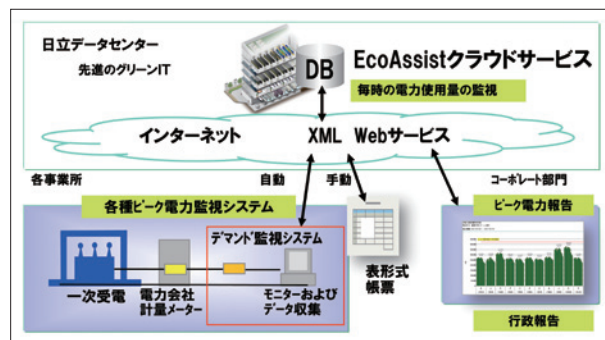 日立データセンター
先進のグリーンIT
DB
EcoAssistクラウドサービス
毎時の電力使用量の監視
インターネット
XML Webサービス
各事業所
自動
手動
コーポレート部門
各種ピーク電力監視システム
デマンド監視システム
一次受電
電力会社
計量メーター
モニターおよび
データ収集
表形式
帳票
ピーク電力報告
行政報告